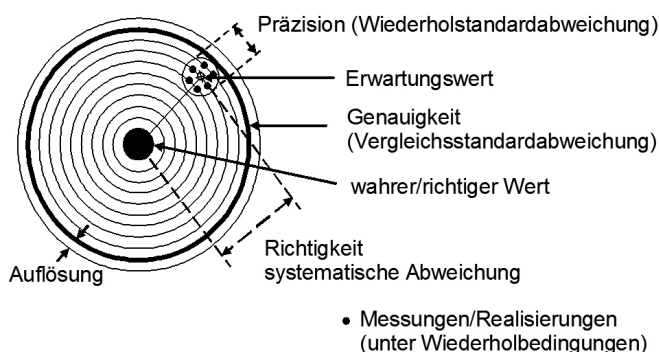 Präzision (Wiederholstandardabweichung)
Erwartungswert
Genauigkeit
(Vergleichsstandardabweichung)
wahrer/richtiger Wert
Richtigkeit
systematische Abweichung
Auflösung
• Messungen/Realisierungen
(unter Wiederholbedingungen)